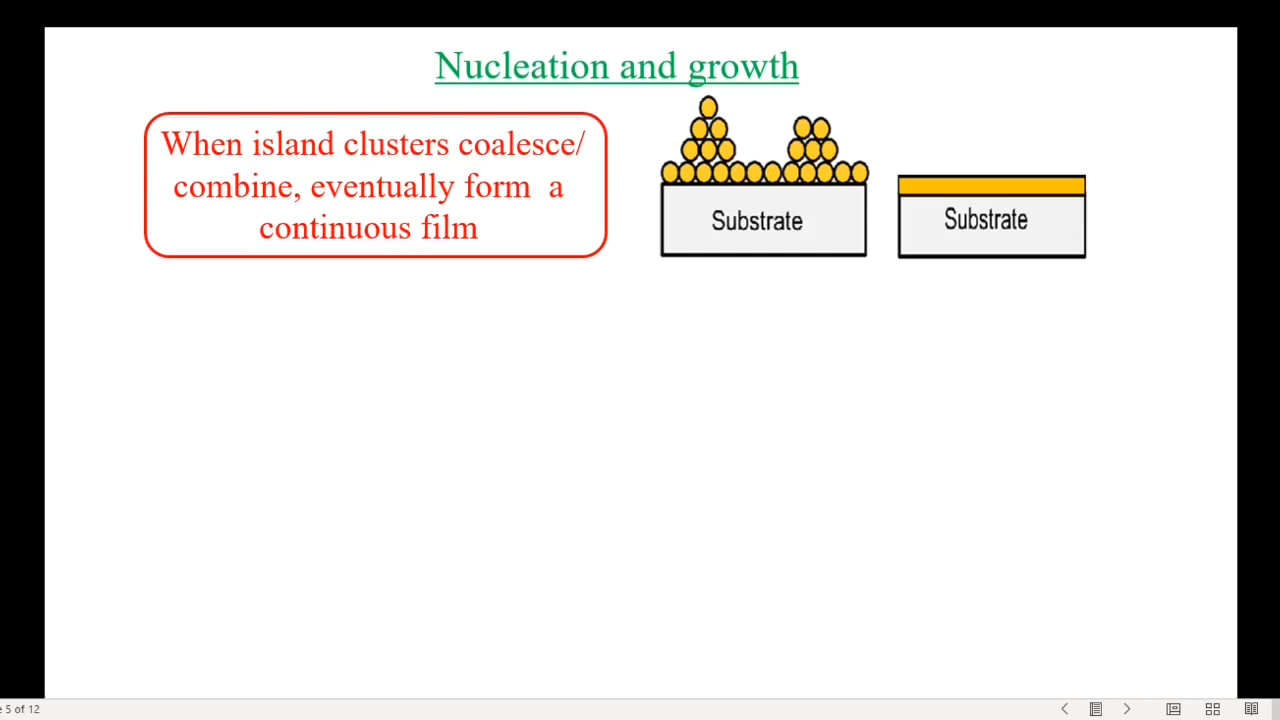 Nucleation and growth
When island clusters coalesce/
combine, eventually form a
continuous film
Substrate
Substrate
5 of 12